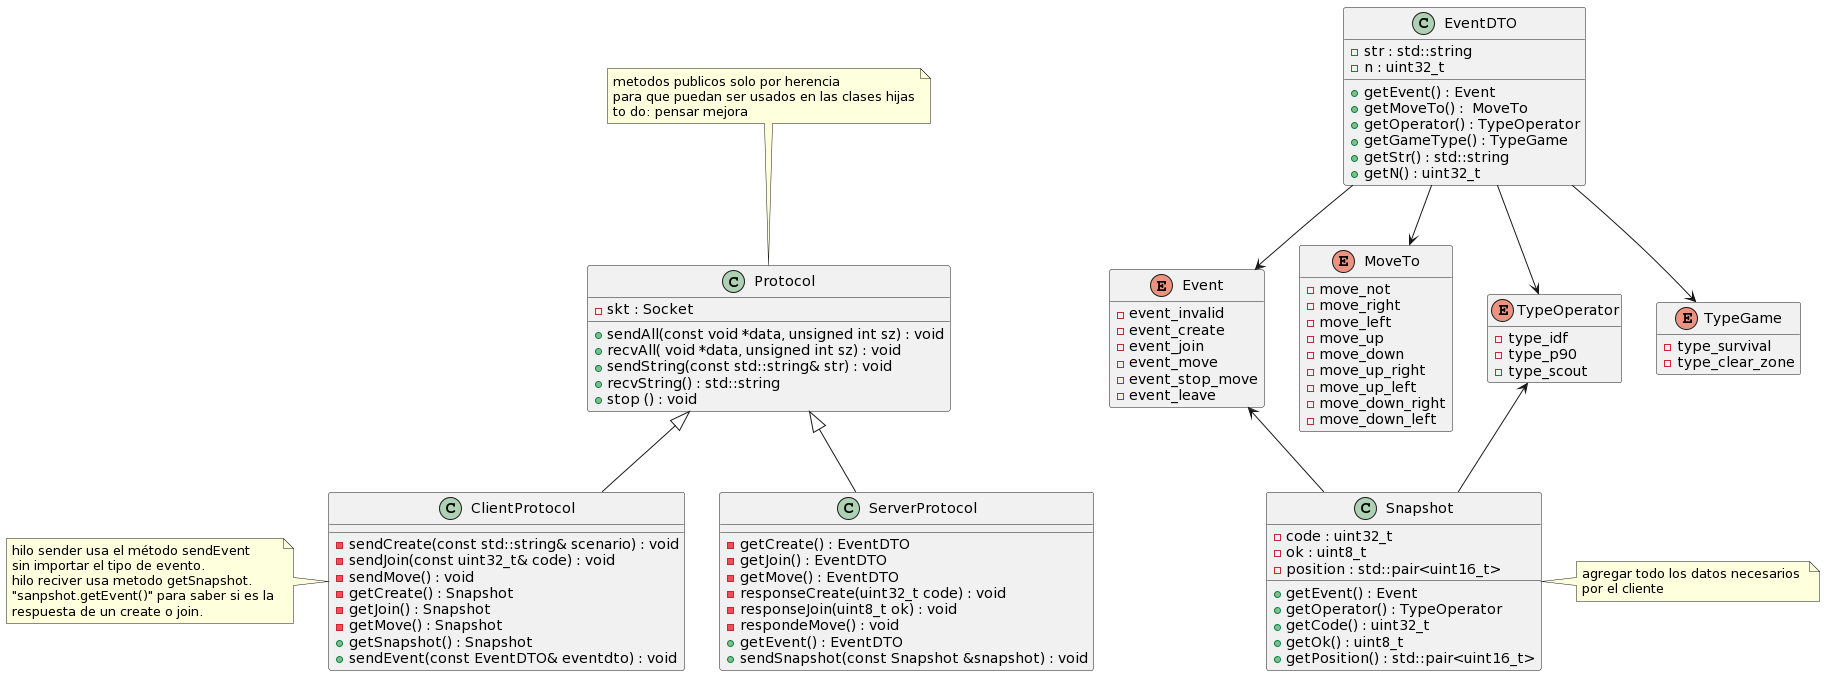 metodos publicos solo por herencia
para que puedan ser usados en las clases hijas
to do: pensar mejora
C EventDTO
str : std::string
n : uint32_t
getEvent() : Event
getMoveTo() :  MoveTo
getOperator() : TypeOperator
getGameType() : TypeGame
getStr() : std::string
getN() : uint32_t
C Protocol
skt : Socket
sendAll(const void *data, unsigned int sz) : void
recvAll( void *data, unsigned int sz) : void
sendString(const std::string& str) : void
recvString() : std::string
stop () : void
E Event
event_invalid
event_create
event_join
event_move
event_stop_move
event_leave
E MoveTo
move_not
move_right
move_left
move_up
move_down
move_up_right
move_up_left
move_down_right
move_down_left
E TypeOperator
type_idf
type_p90
type_scout
E TypeGame
type_survival
type_clear_zone
hilo sender usa el método sendEvent
sin importar el tipo de evento.
hilo reciver usa metodo getSnapshot.
"sanpshot.getEvent()" para saber si es la
respuesta de un create o join.
C ClientProtocol
sendCreate(const std::string& scenario) : void
sendJoin(const uint32_t& code) : void
sendMove() : void
getCreate() : Snapshot
getJoin() : Snapshot
getMove() : Snapshot
getSnapshot() : Snapshot
sendEvent(const EventDTO& eventdto) : void
C ServerProtocol
getCreate() : EventDTO
getJoin() : EventDTO
getMove() : EventDTO
responseCreate(uint32_t code) : void
responseJoin(uint8_t ok) : void
respondeMove() : void
getEvent() : EventDTO
sendSnapshot(const Snapshot &snapshot) : void
C Snapshot
code : uint32_t
ok : uint8_t
position : std::pair<uint16_t>
getEvent() : Event
getOperator() : TypeOperator
getCode() : uint32_t
getOk() : uint8_t
getPosition() : std::pair<uint16_t>
agregar todo los datos necesarios
por el cliente